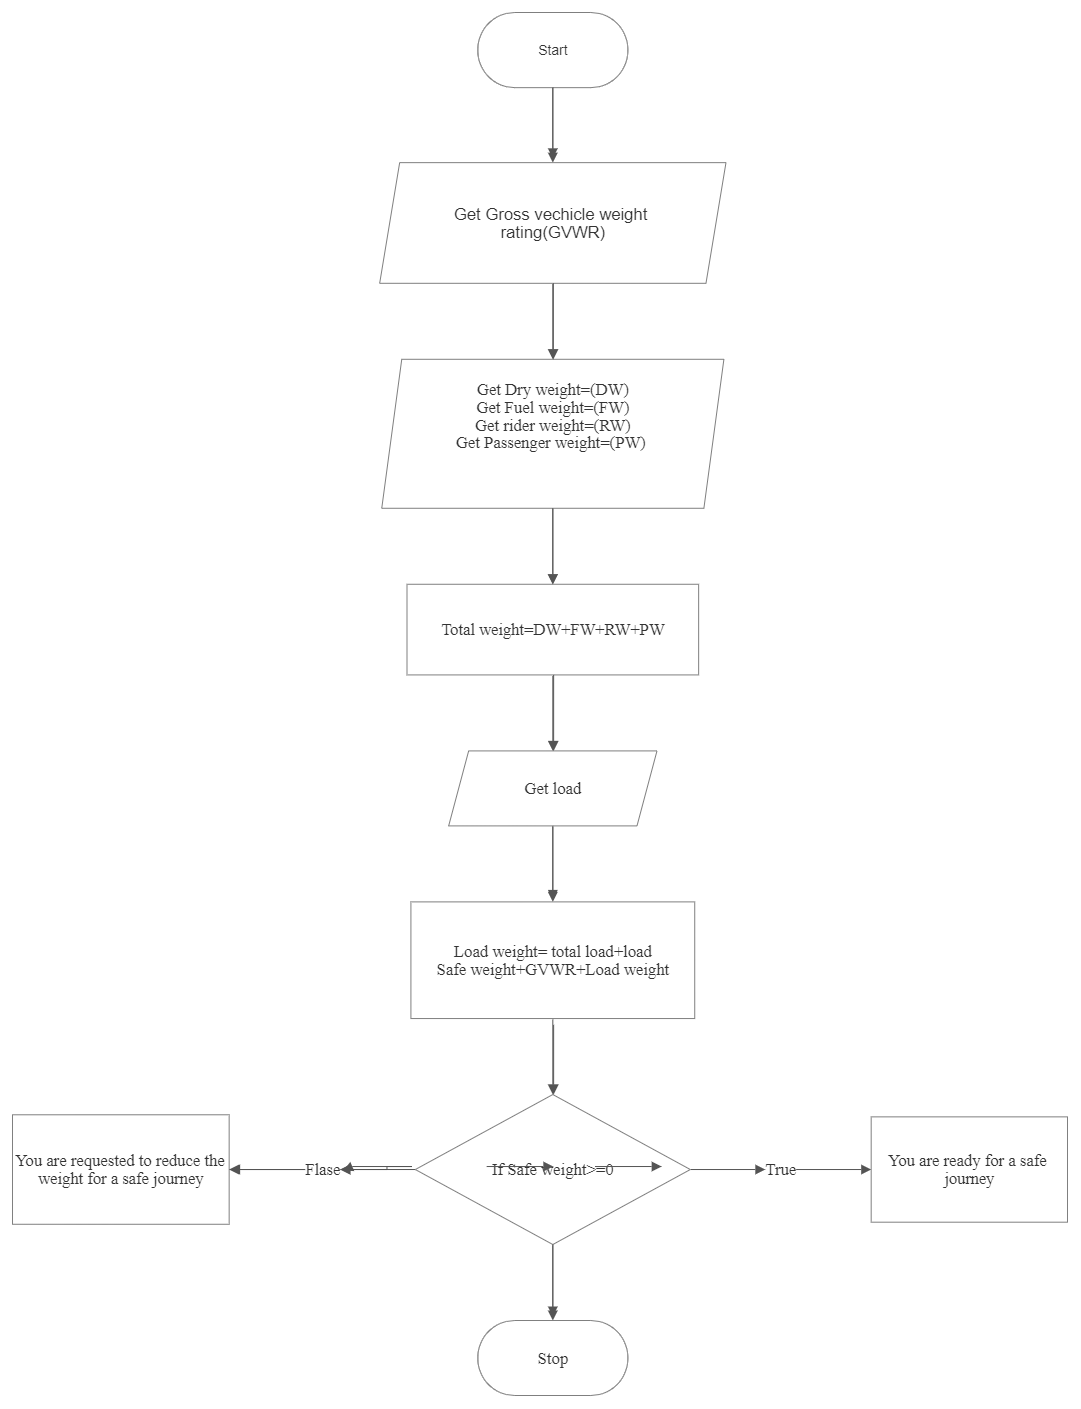 Start
Get Gross vechicle weight
rating(GVWR)
Get Dry weight=(DW)
Get Fuel weight=(FW)
Get rider weight=(RW)
Get Passenger weight=(PW)
Total weight=DW+FW+RW+PW
Get load
Load weight= total load+load
Safe weight+GVWR+Load weight
You are requested to reduce the
weight for a safe journey
Flase
If Safe weight>=0
True
You are ready for a safe
journey
Stop